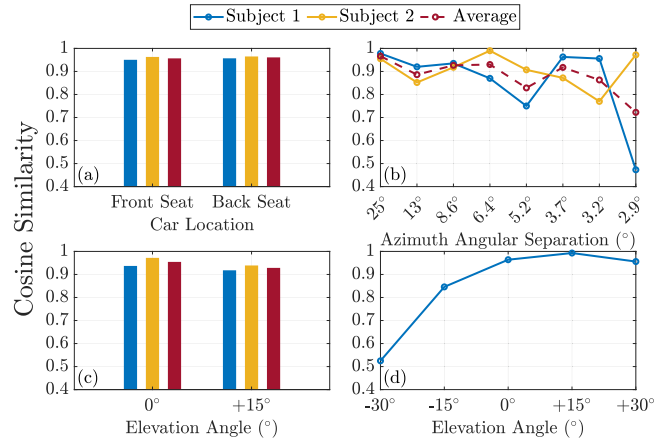 Subject 1 Subject 2 Average
Cosine Similarity
1
0.9
0.8
0.7
0.6
0.5
0.4
(a)
Front Seat Back Seat
Car Location
1
0.9
0.8
0.7
0.6
0.5
0.4
(b)
25° 13° 8.6° 6.4° 5.2° 3.7° 3.2° 2.9°
Azimuth Angular Separation (°)
1
0.9
0.8
0.7
0.6
0.5
0.4
(c)
0° +15°
Elevation Angle (°)
1
0.9
0.8
0.7
0.6
0.5
0.4
(d)
-30° -15° 0° +15° +30°
Elevation Angle (°)